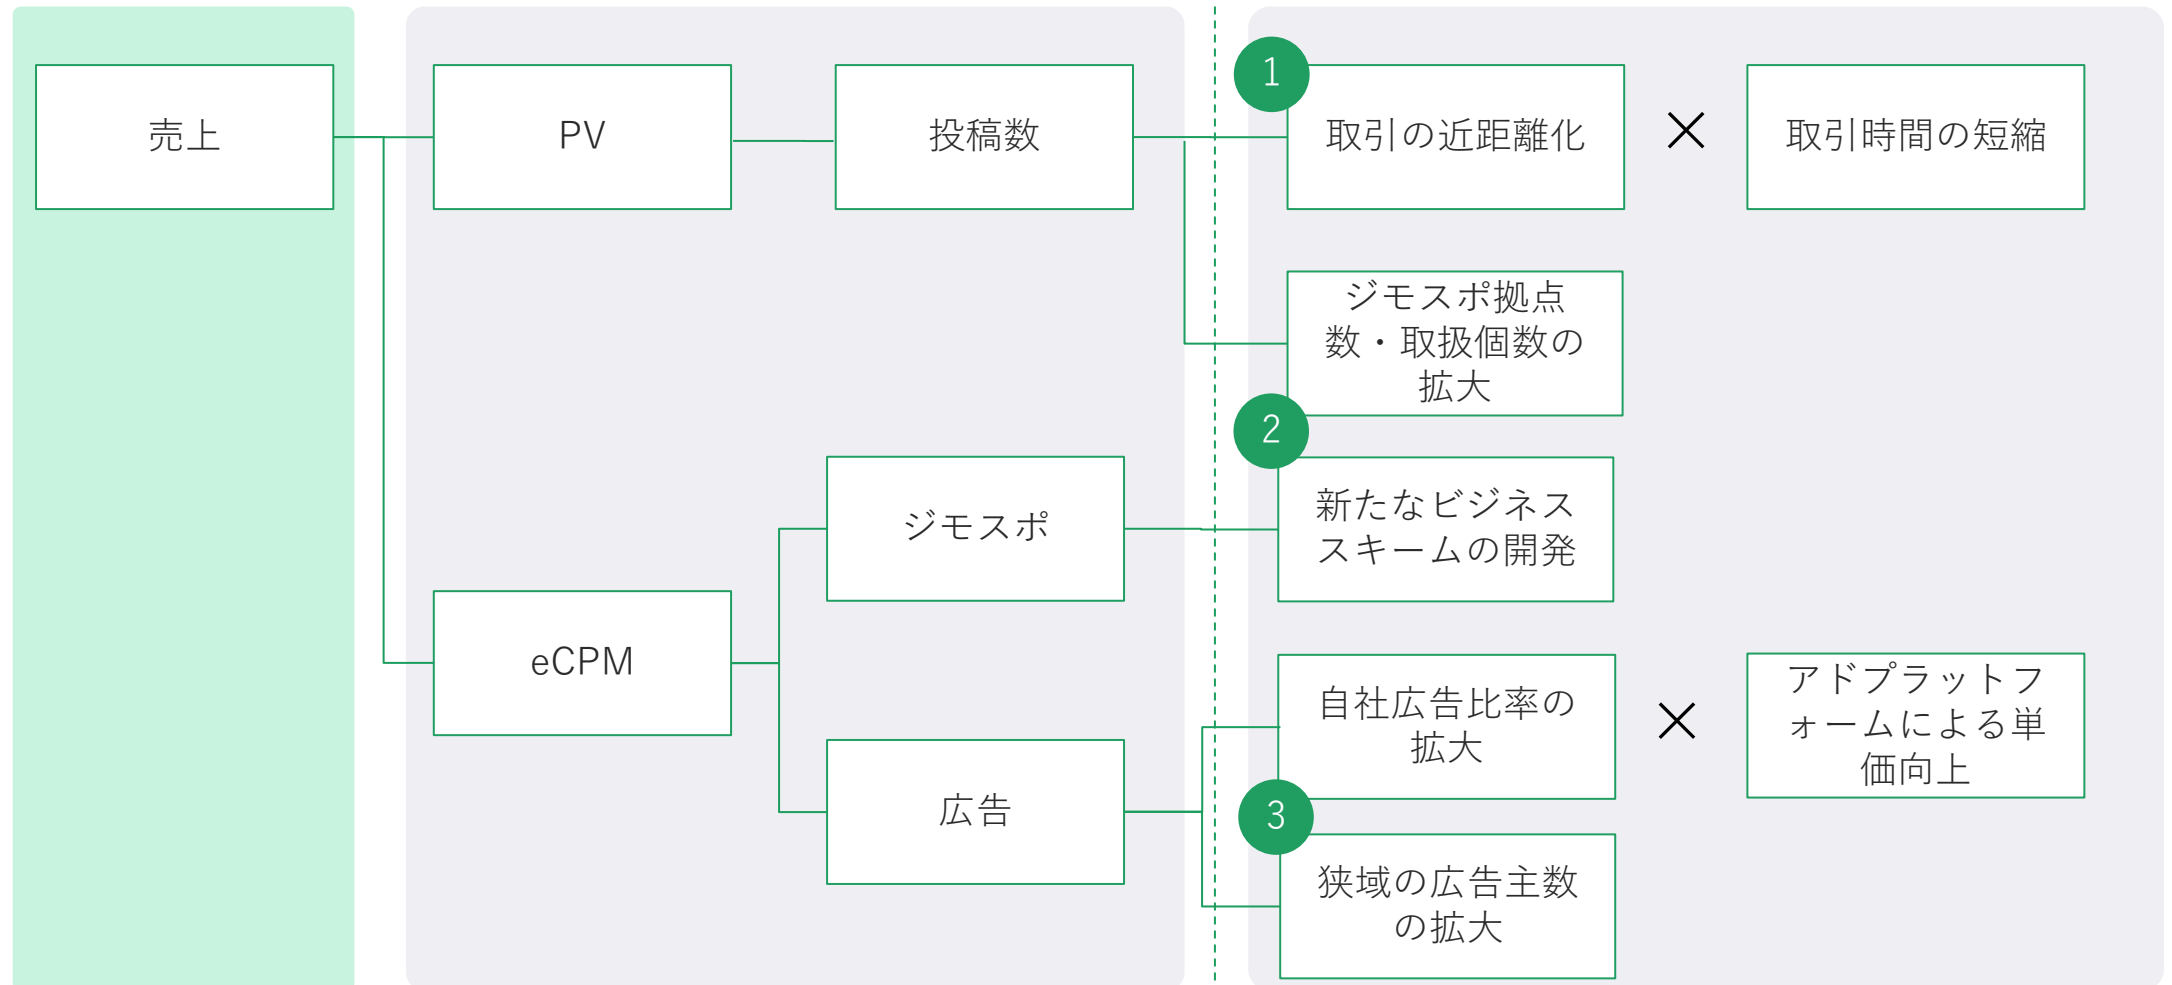 売上
PV
投稿数
1
取引の近距離化
×
取引時間の短縮
ジモスポ拠点
数・取扱個数の
拡大
2
新たなビジネス
スキームの開発
ジモスポ
eCPM
広告
自社広告比率の
拡大
×
アドプラットフ
ォームによる単
価向上
3
狭域の広告主数
の拡大